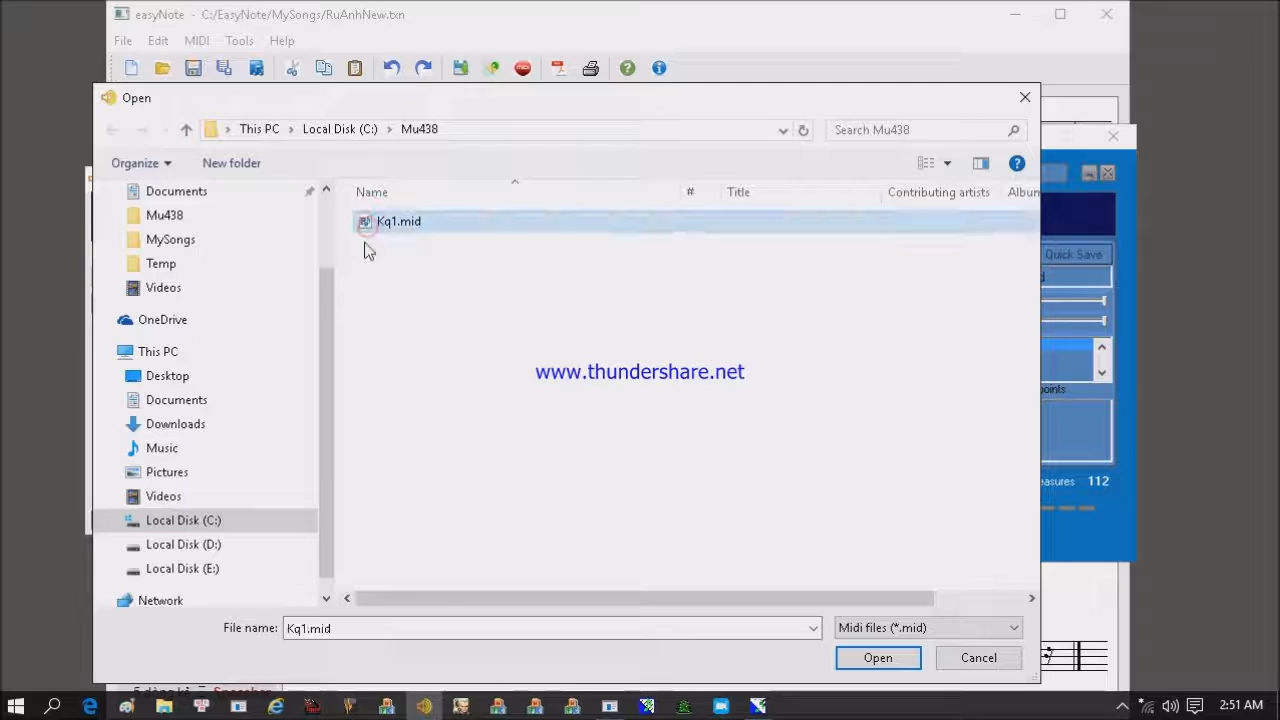 easyNote - C:/EasyNote/MySongs/RuAnhNew.txn
File Edit MIDI Tools Help
Open
This PC Local Disk (C:) Mu438
Search Mu438
Organize New folder
Documents
Mu438
MySongs
Temp
Videos
OneDrive
This PC
Desktop
Documents
Downloads
Music
Pictures
Videos
Local Disk (C:)
Local Disk (D:)
Local Disk (E:)
Network
Name # Title Contributing artists Album
Kq1.mid
www.thundershare.net
Quick Save
112
File name: Kq1.mid
Midi files (*.mid)
Open Cancel
2:51 AM